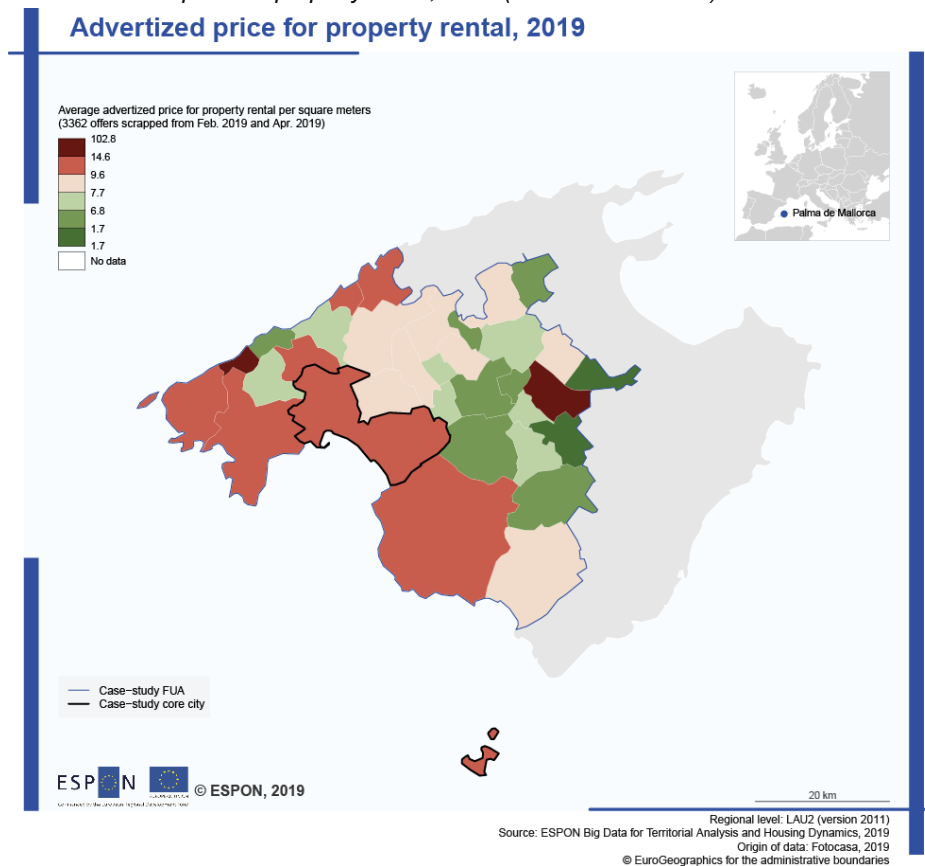 Advertized price for property rental, 2019
Average advertized price for property rental per square meters
(3362 offers scrapped from Feb. 2019 and Apr. 2019)
102.8
14.6
9.6
7.7
6.8
1.7
1.7
No data
Palma de Mallorca
Case-study FUA
Case-study core city
ESPON
© ESPON, 2019
20 km
Regional level: LAU2 (version 2011)
Source: ESPON Big Data for Territorial Analysis and Housing Dynamics, 2019
Origin of data: Fotocasa, 2019
© EuroGeographics for the administrative boundaries